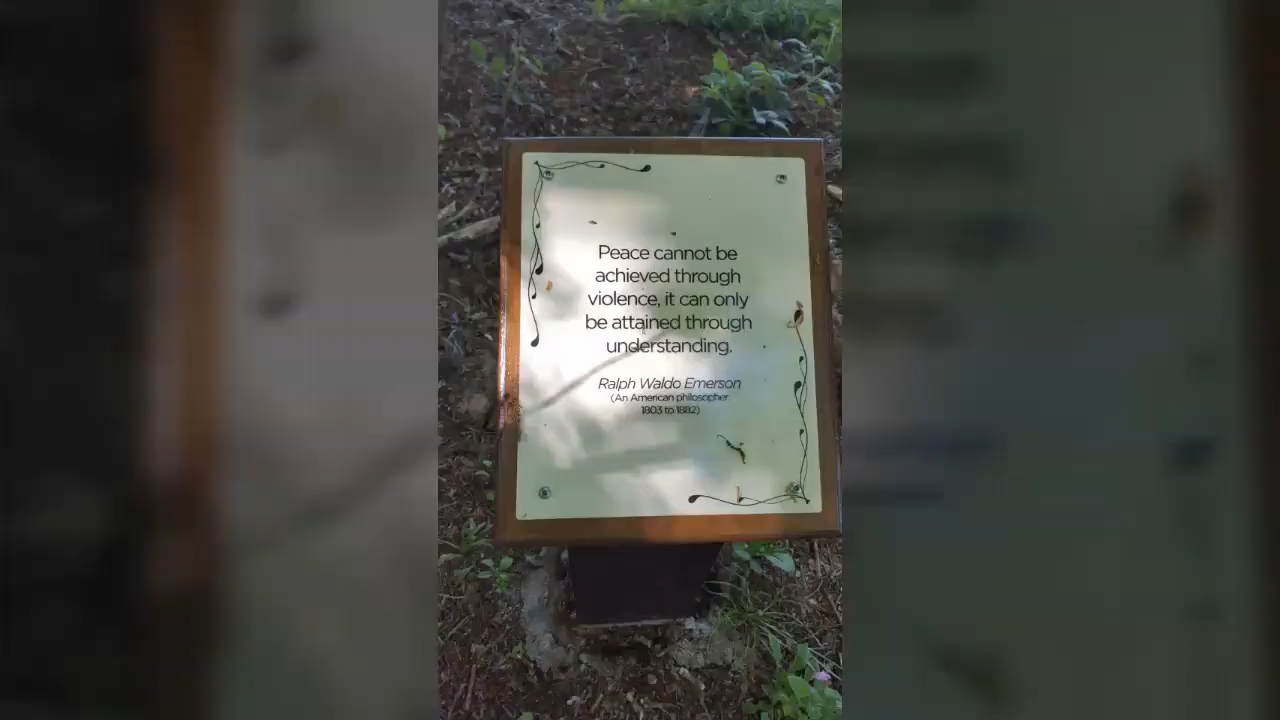 Peace cannot be
achieved through
violence, it can only
be attained through
understanding.
Ralph Waldo Emerson
(An American philosopher
1803 to 1882)